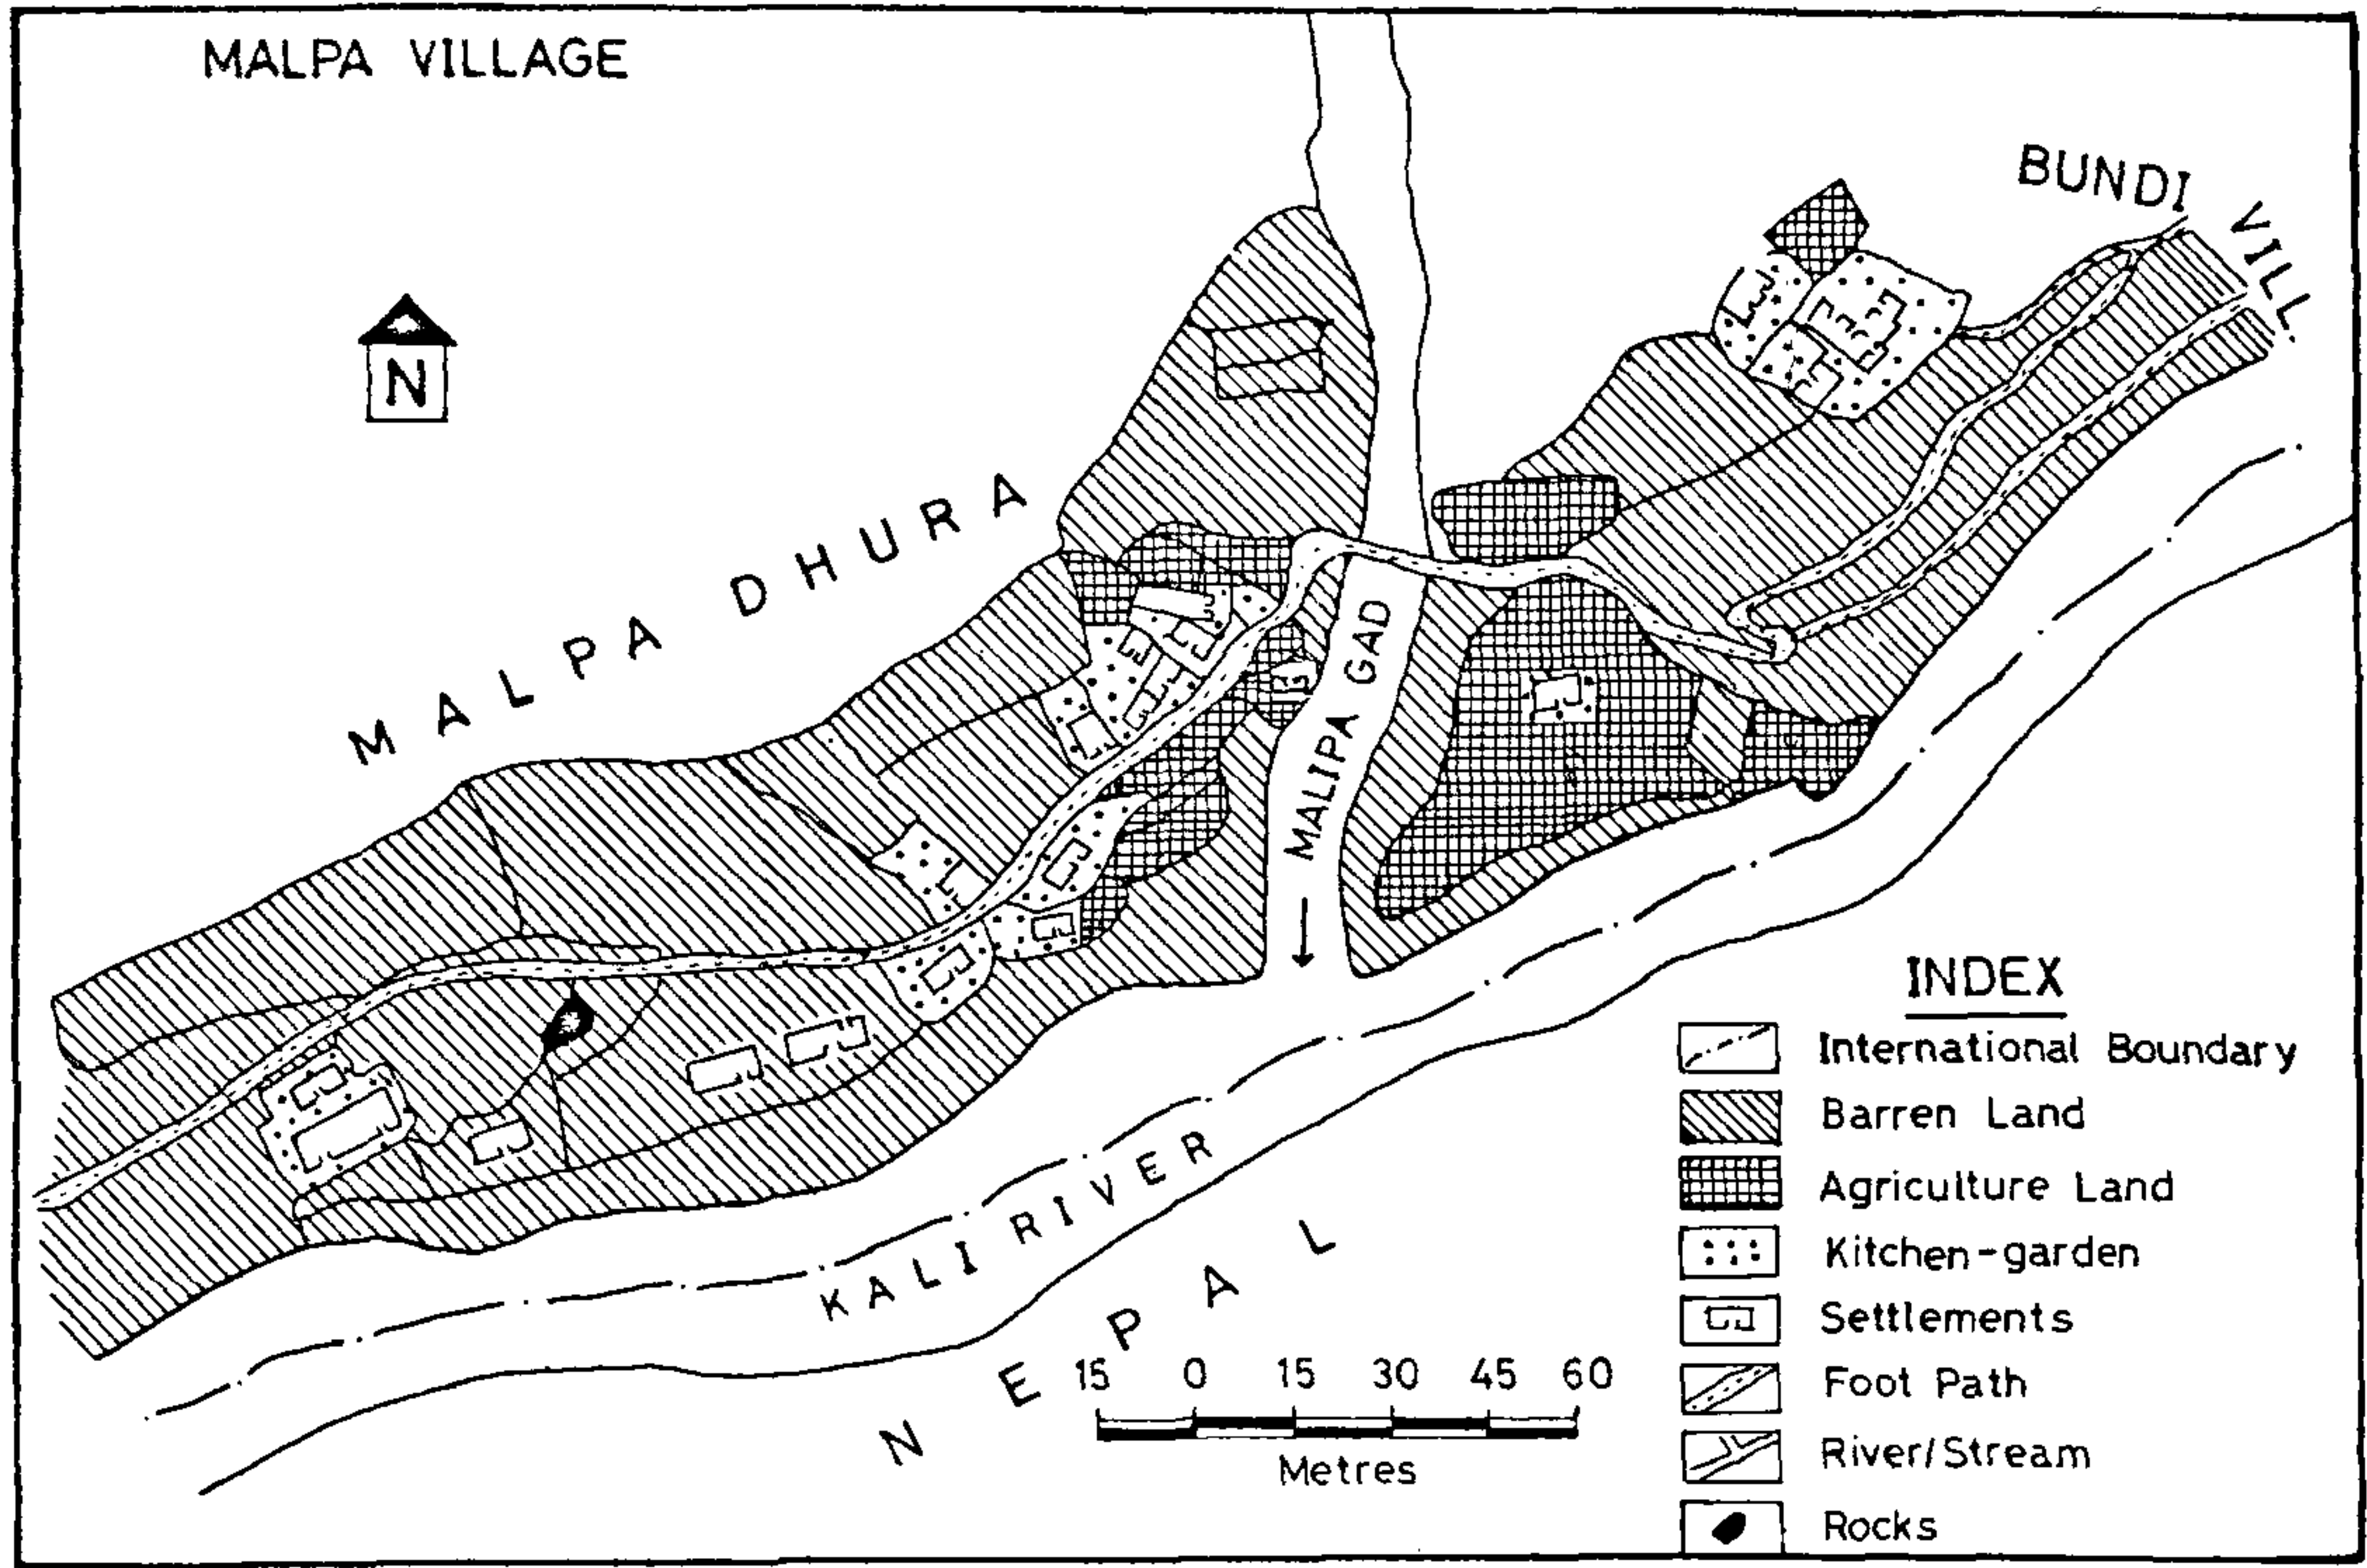 MALPA VILLAGE
BUNDI VILL.
N
MALPA DHURA
MALIPA GAD
KALI RIVER
NEPAL
15 0 15 30 45 60
Metres
INDEX
International Boundary
Barren Land
Agriculture Land
Kitchen-garden
Settlements
Foot Path
River/Stream
Rocks